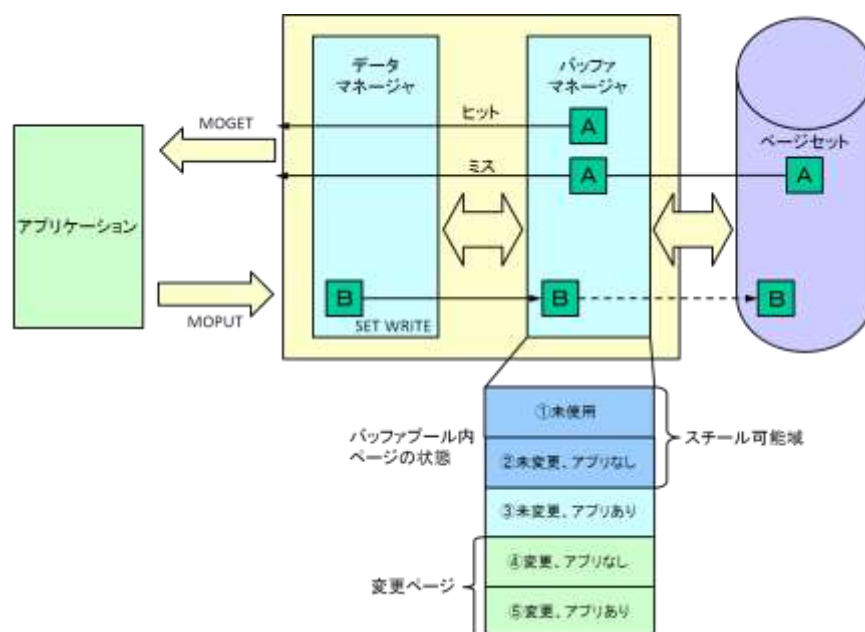 データ
マネージャ
バッファ
マネージャ
ヒット
A
MOGET
ページセット
ミス
A
A
アプリケーション
B
B
B
MOPUT
SET WRITE
①未使用
バッファプール内
ページの状態
スチール可能域
②未変更、アプリなし
③未変更、アプリあり
④変更、アプリなし
変更ページ
⑤変更、アプリあり